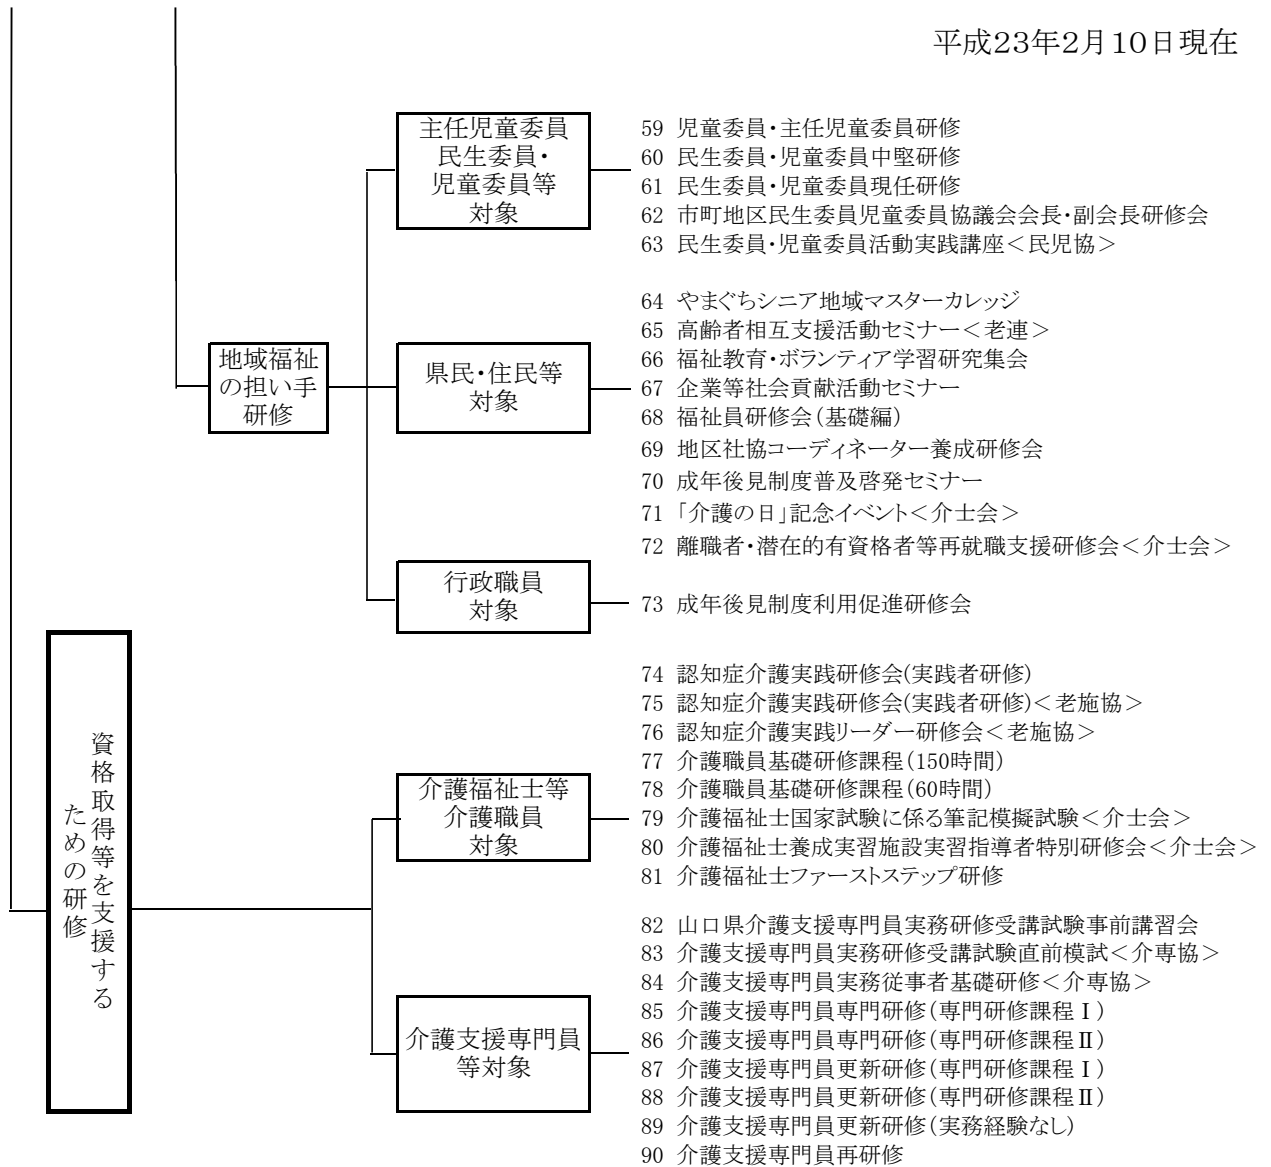 平成23年2月10日現在
主任児童委員
民生委員・
児童委員等
対象
59 児童委員・主任児童委員研修
60 民生委員・児童委員中堅研修
61 民生委員・児童委員現任研修
62 市町地区民生委員児童委員協議会会長・副会長研修会
63 民生委員・児童委員活動実践講座＜民児協＞
地域福祉
の担い手
研修
県民・住民等
対象
64 やまぐちシニア地域マスターカレッジ
65 高齢者相互支援活動セミナー＜老連＞
66 福祉教育・ボランティア学習研究集会
67 企業等社会貢献活動セミナー
68 福祉員研修会（基礎編）
69 地区社協コーディネーター養成研修会
70 成年後見制度普及啓発セミナー
71 「介護の日」記念イベント＜介士会＞
72 離職者・潜在的有資格者等再就職支援研修会＜介士会＞
行政職員
対象
73 成年後見制度利用促進研修会
資格取得等を支援する
ための研修
介護福祉士等
介護職員
対象
74 認知症介護実践研修会(実践者研修)
75 認知症介護実践研修会(実践者研修)＜老施協＞
76 認知症介護実践リーダー研修会＜老施協＞
77 介護職員基礎研修課程（150時間）
78 介護職員基礎研修課程（60時間）
79 介護福祉士国家試験に係る筆記模擬試験＜介士会＞
80 介護福祉士養成実習施設実習指導者特別研修会＜介士会＞
81 介護福祉士ファーストステップ研修
介護支援専門員
等対象
82 山口県介護支援専門員実務研修受講試験事前講習会
83 介護支援専門員実務研修受講試験直前模試＜介専協＞
84 介護支援専門員実務従事者基礎研修＜介専協＞
85 介護支援専門員専門研修（専門研修課程Ⅰ）
86 介護支援専門員専門研修（専門研修課程Ⅱ）
87 介護支援専門員更新研修（専門研修課程Ⅰ）
88 介護支援専門員更新研修（専門研修課程Ⅱ）
89 介護支援専門員更新研修（実務経験なし）
90 介護支援専門員再研修